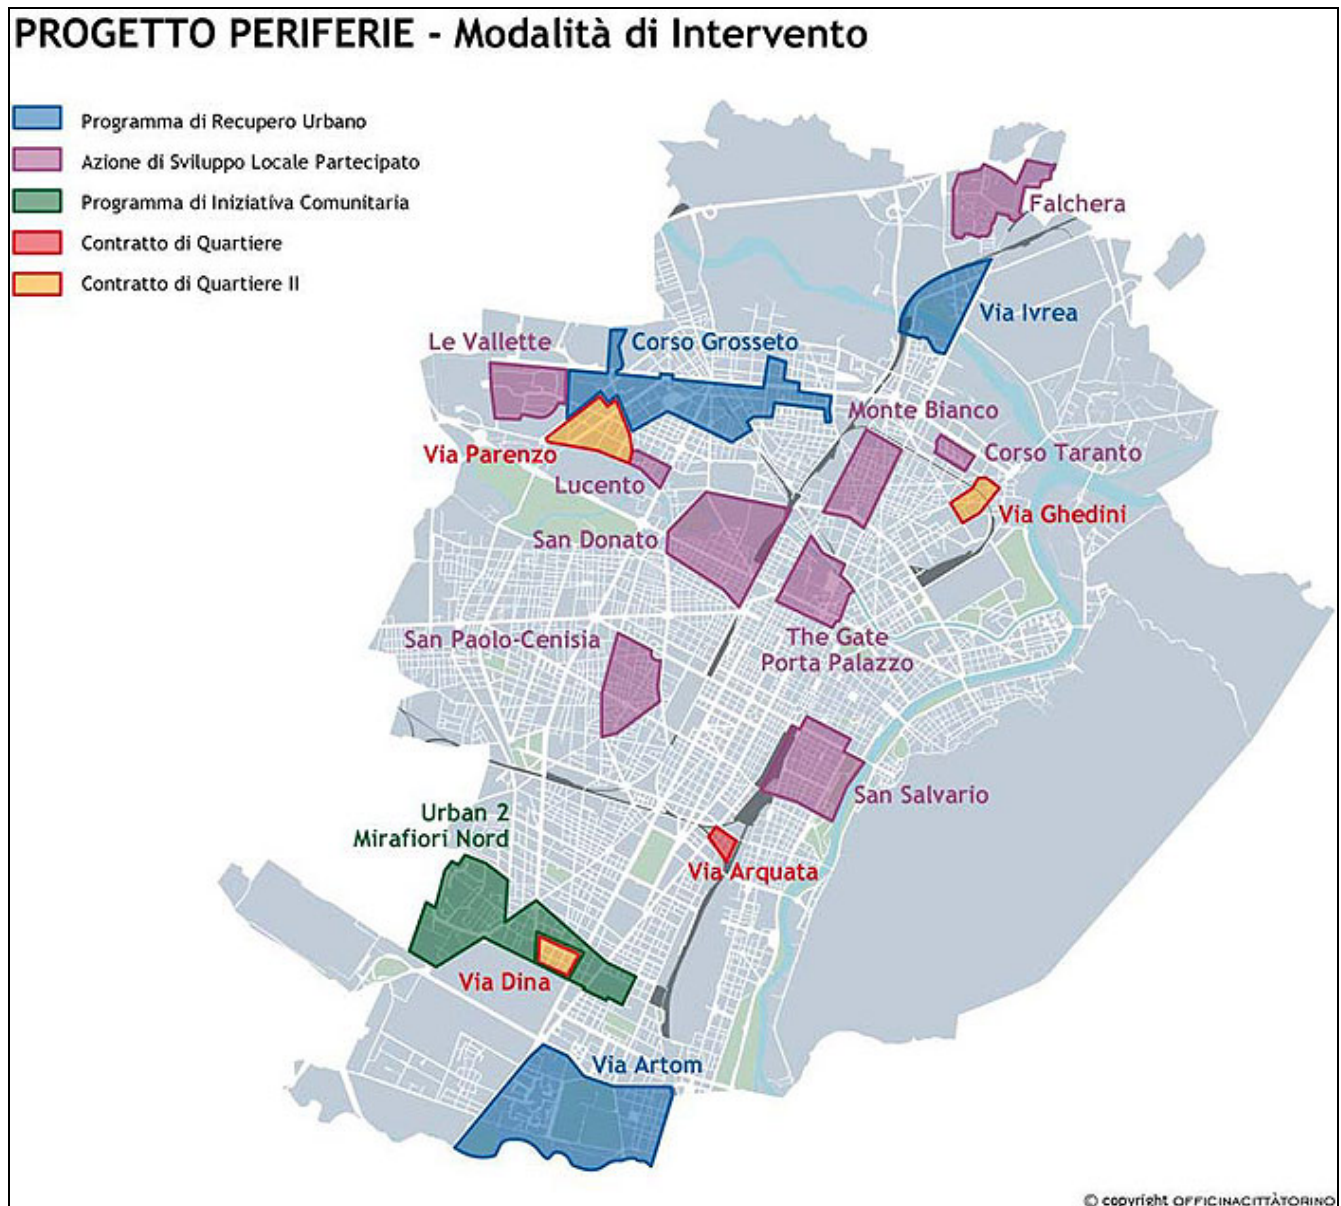 PROGETTO PERIFERIE - Modalità di Intervento
Programma di Recupero Urbano
Azione di Sviluppo Locale Partecipato
Programma di Iniziativa Comunitaria
Contratto di Quartiere
Contratto di Quartiere II
Falchera
Via Ivrea
Le Vallette
Corso Grosseto
Monte Bianco
Via Parenzo
Corso Taranto
Lucento
Via Ghedini
San Donato
San Paolo-Cenisia
The Gate
Porta Palazzo
San Salvario
Urban 2
Mirafiori Nord
Via Arquata
Via Dina
Via Artom
© copyright OFFICINACITTÀTORINO